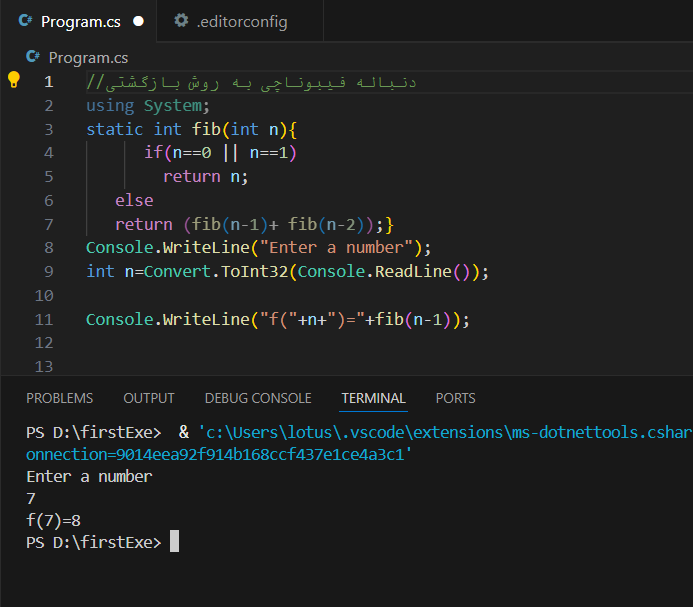 Program.cs
.editorconfig
Program.cs
1 //دنباله فیبوناچی به روش بازگشتی
2 using System;
3 static int fib(int n){
4 if(n==0 || n==1)
5 return n;
6 else
7 return (fib(n-1)+ fib(n-2));}
8 Console.WriteLine("Enter a number");
9 int n=Convert.ToInt32(Console.ReadLine());
10
11 Console.WriteLine("f("+n+")="+fib(n-1));
12
13
PROBLEMS OUTPUT DEBUG CONSOLE TERMINAL PORTS
PS D:\firstExe>  & 'c:\Users\lotus\.vscode\extensions\ms-dotnettools.cshar
onnection=9014eea92f914b168ccf437e1ce4a3c1'
Enter a number
7
f(7)=8
PS D:\firstExe>